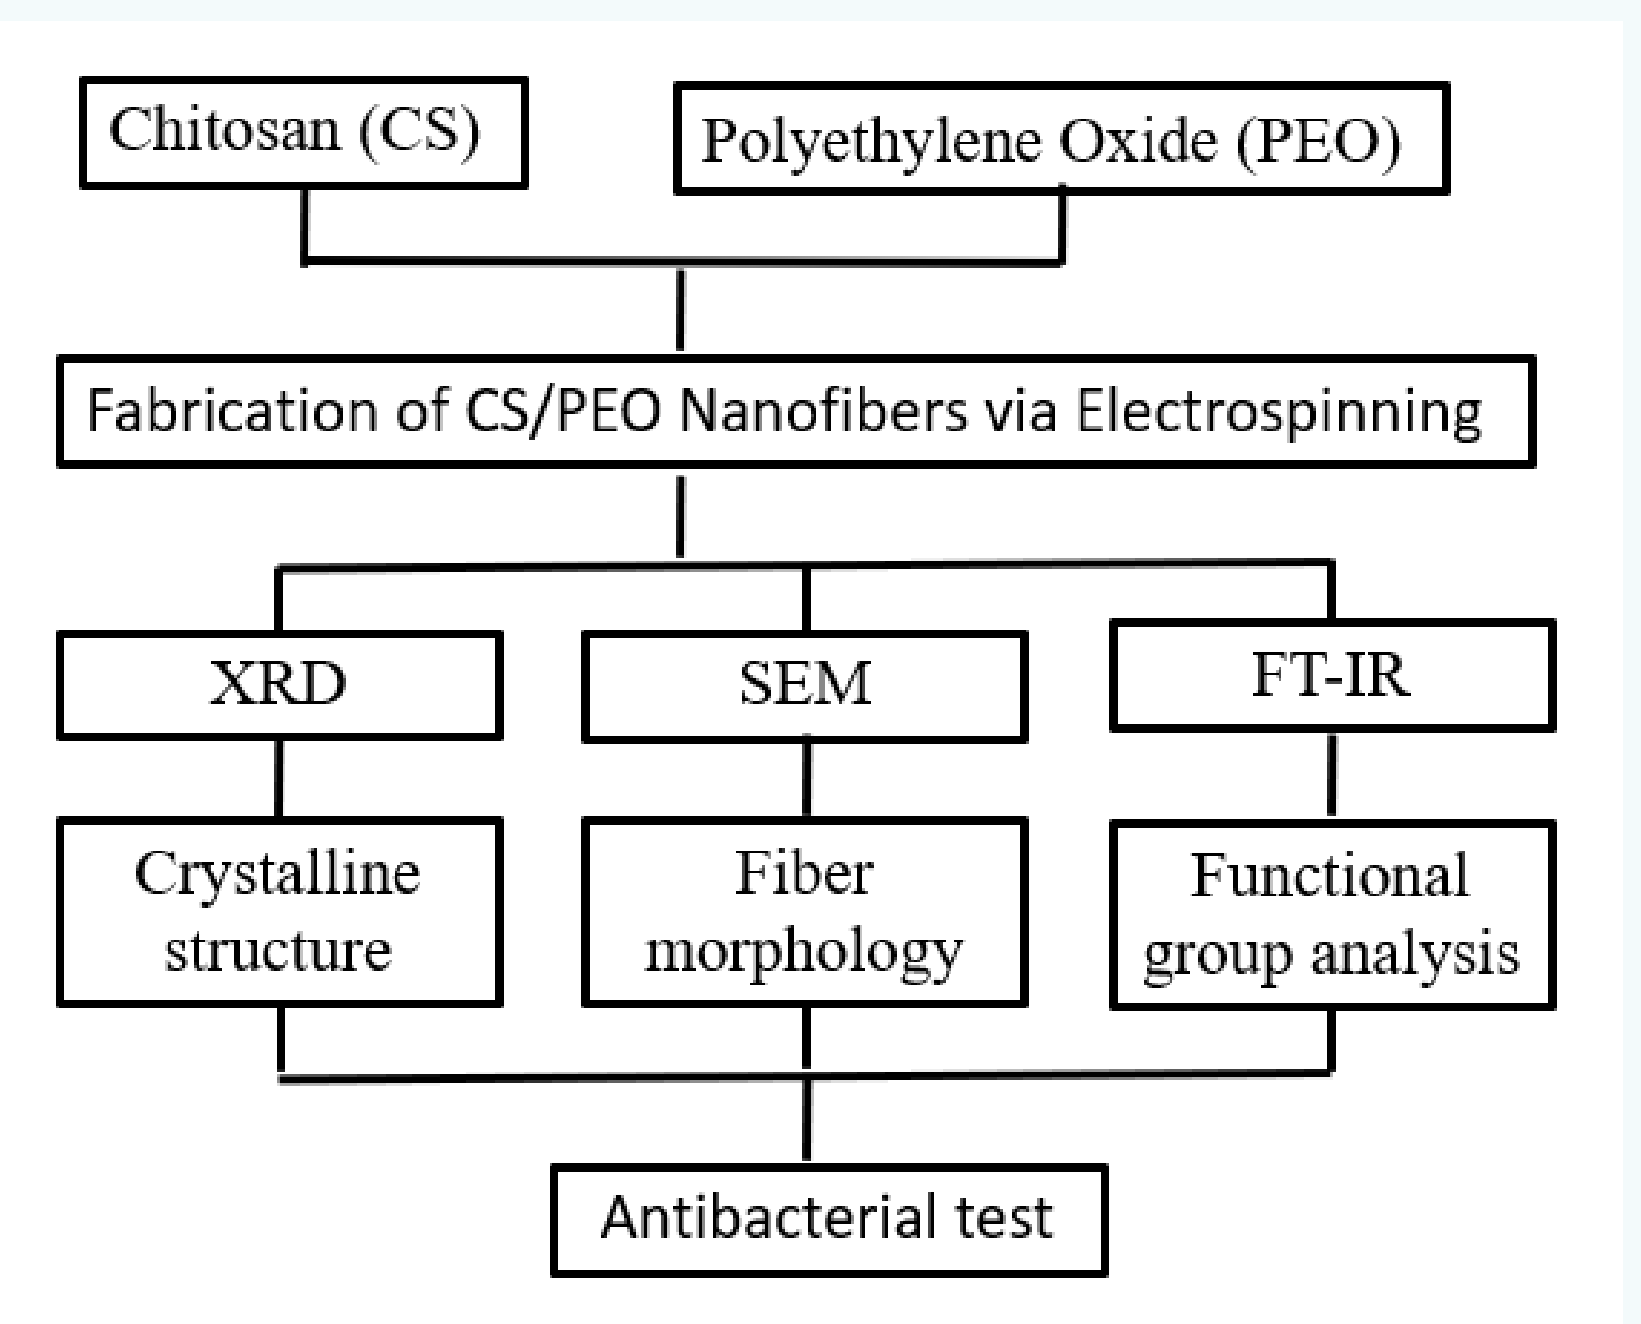 Chitosan (CS)
Polyethylene Oxide (PEO)
Fabrication of CS/PEO Nanofibers via Electrospinning
XRD
SEM
FT-IR
Crystalline
structure
Fiber
morphology
Functional
group analysis
Antibacterial test